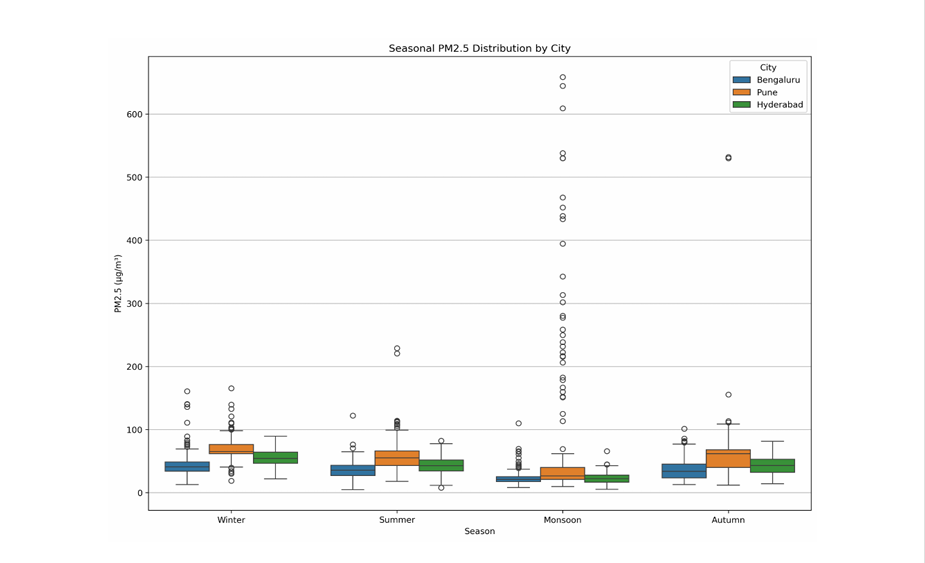 Seasonal PM2.5 Distribution by City
City
Bengaluru
Pune
Hyderabad
PM2.5 (µg/m³)
600
500
400
300
200
100
0
Winter
Summer
Monsoon
Autumn
Season